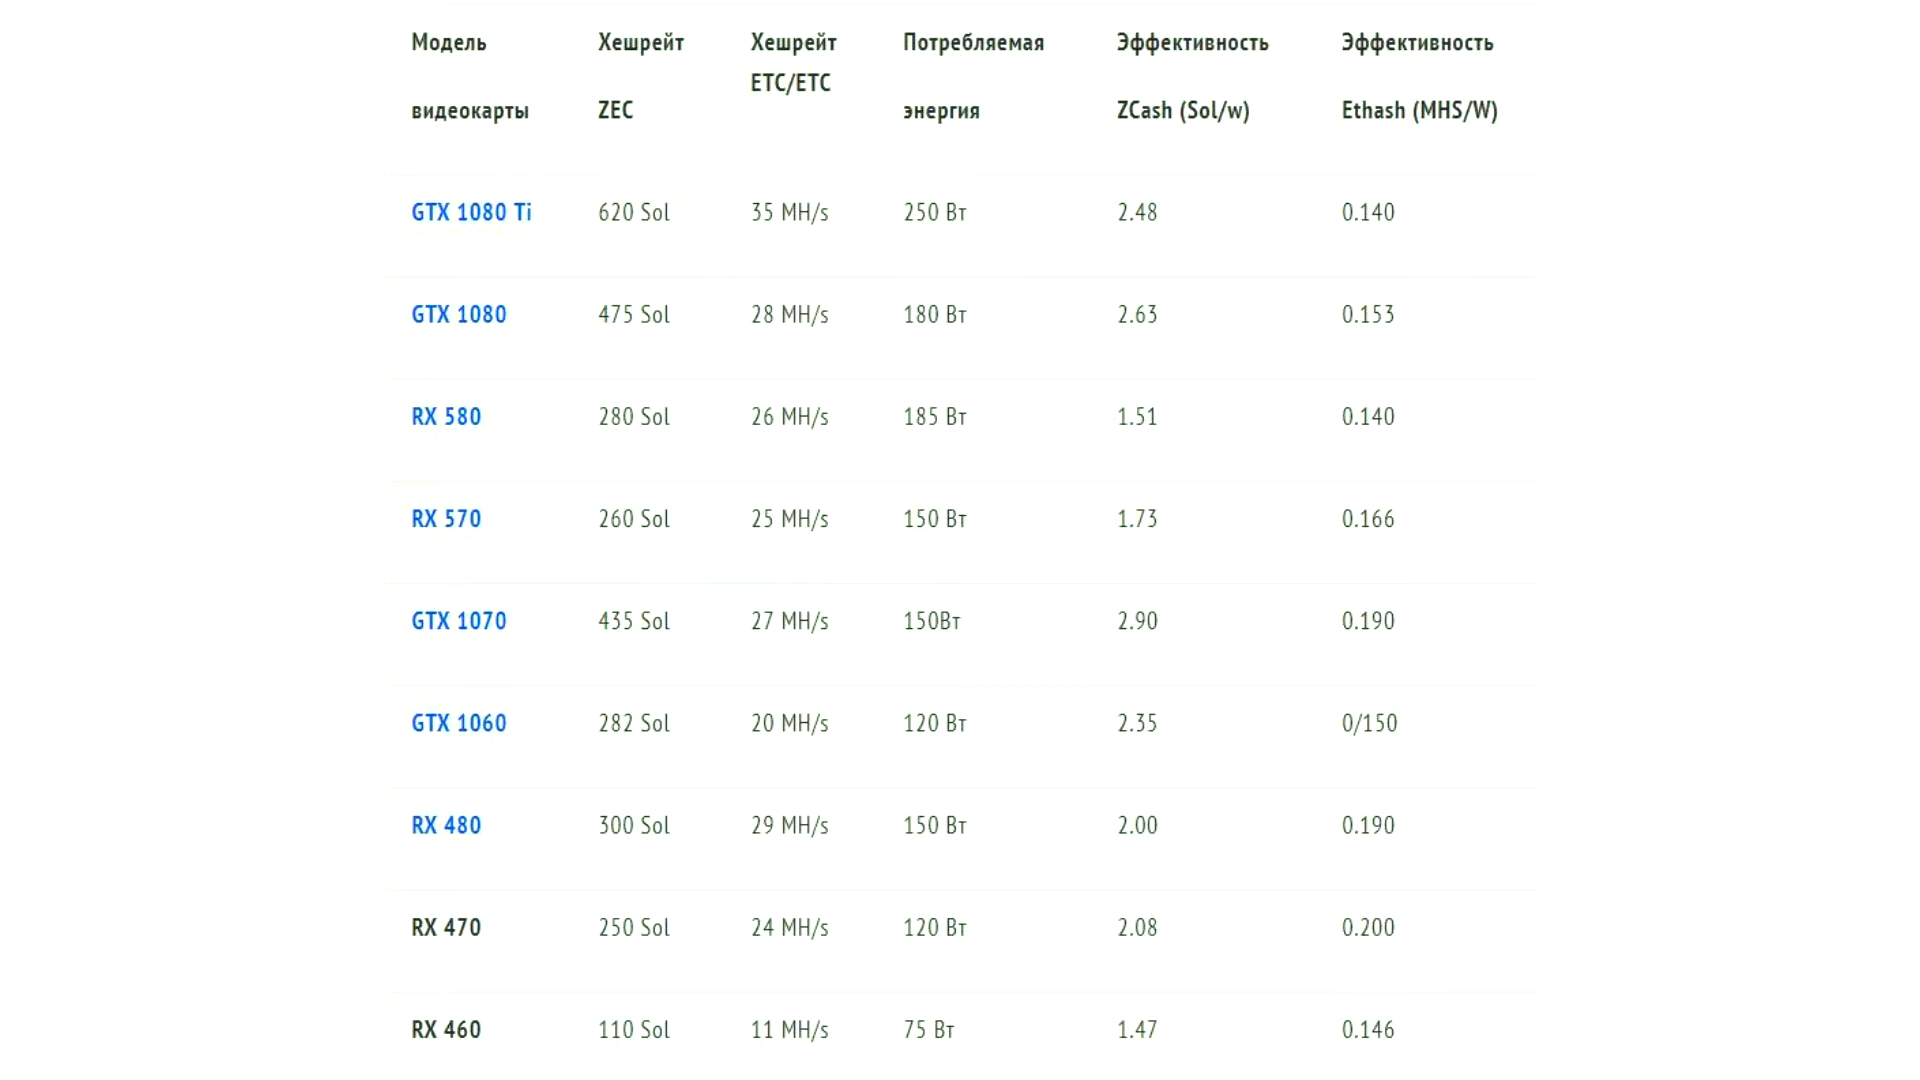 Модель Хешрейт Хешрейт Потребляемая Эффективность Эффективность
ETC/ETC
видеокарты ZEC энергия ZCash (Sol/w) Ethash (MHS/W)
GTX 1080 Ti 620 Sol 35 MH/s 250 Вт 2.48 0.140
GTX 1080 475 Sol 28 MH/s 180 Вт 2.63 0.153
RX 580 280 Sol 26 MH/s 185 Вт 1.51 0.140
RX 570 260 Sol 25 MH/s 150 Вт 1.73 0.166
GTX 1070 435 Sol 27 MH/s 150Вт 2.90 0.190
GTX 1060 282 Sol 20 MH/s 120 Вт 2.35 0/150
RX 480 300 Sol 29 MH/s 150 Вт 2.00 0.190
RX 470 250 Sol 24 MH/s 120 Вт 2.08 0.200
RX 460 110 Sol 11 MH/s 75 Вт 1.47 0.146